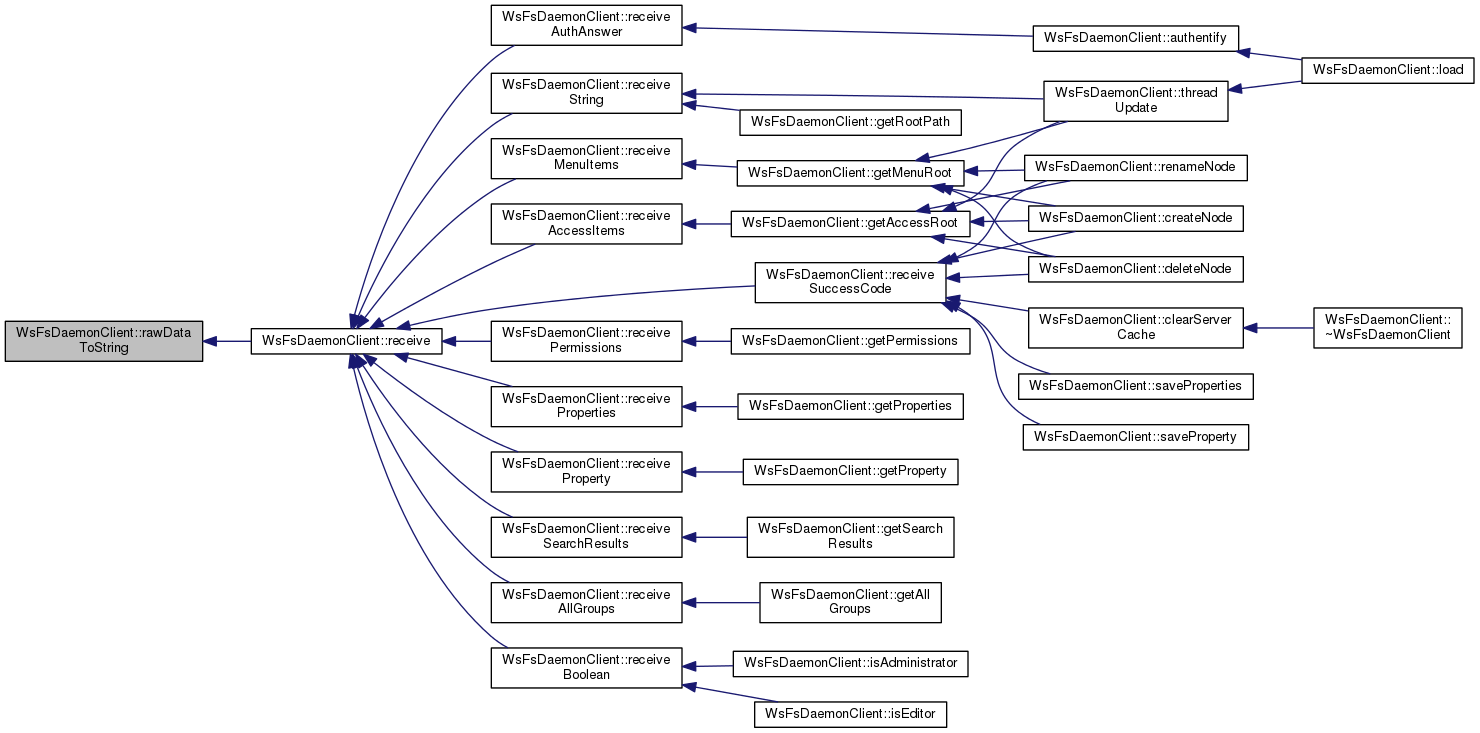 WsFsDaemonClient::rawData
ToString
WsFsDaemonClient::receive
WsFsDaemonClient::receive
AuthAnswer
WsFsDaemonClient::receive
String
WsFsDaemonClient::receive
MenuItems
WsFsDaemonClient::receive
AccessItems
WsFsDaemonClient::receive
SuccessCode
WsFsDaemonClient::receive
Permissions
WsFsDaemonClient::receive
Properties
WsFsDaemonClient::receive
Property
WsFsDaemonClient::receive
SearchResults
WsFsDaemonClient::receive
AllGroups
WsFsDaemonClient::receive
Boolean
WsFsDaemonClient::getRootPath
WsFsDaemonClient::getMenuRoot
WsFsDaemonClient::getAccessRoot
WsFsDaemonClient::getPermissions
WsFsDaemonClient::getProperties
WsFsDaemonClient::getProperty
WsFsDaemonClient::getSearch
Results
WsFsDaemonClient::getAll
Groups
WsFsDaemonClient::isAdministrator
WsFsDaemonClient::isEditor
WsFsDaemonClient::authentify
WsFsDaemonClient::thread
Update
WsFsDaemonClient::renameNode
WsFsDaemonClient::createNode
WsFsDaemonClient::deleteNode
WsFsDaemonClient::clearServer
Cache
WsFsDaemonClient::saveProperties
WsFsDaemonClient::saveProperty
WsFsDaemonClient::load
WsFsDaemonClient::
~WsFsDaemonClient